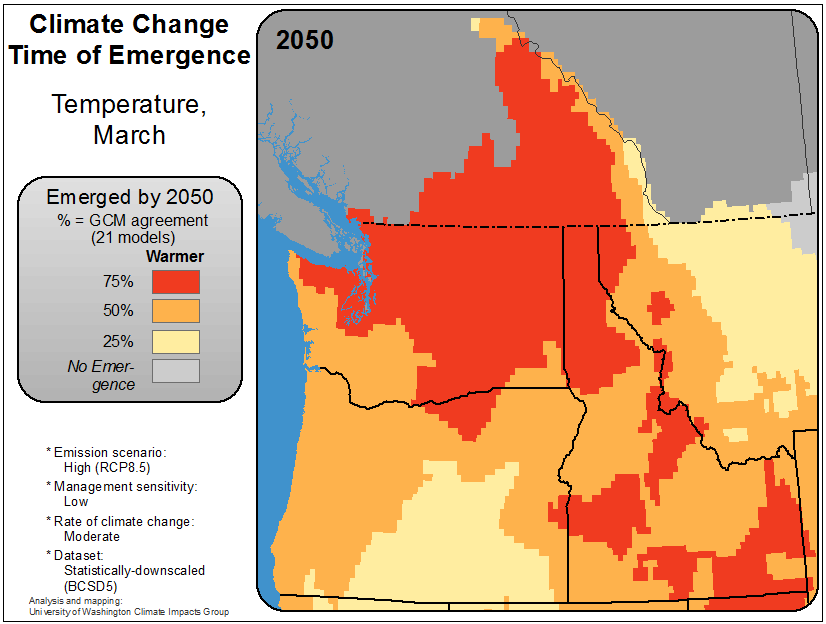 Climate Change
Time of Emergence
Temperature,
March
2050
Emerged by 2050
% = GCM agreement
(21 models)
Warmer
75%
50%
25%
No Emer-
gence
* Emission scenario:
High (RCP8.5)
* Management sensitivity:
Low
* Rate of climate change:
Moderate
* Dataset:
Statistically-downscaled
(BCSD5)
Analysis and mapping:
University of Washington Climate Impacts Group